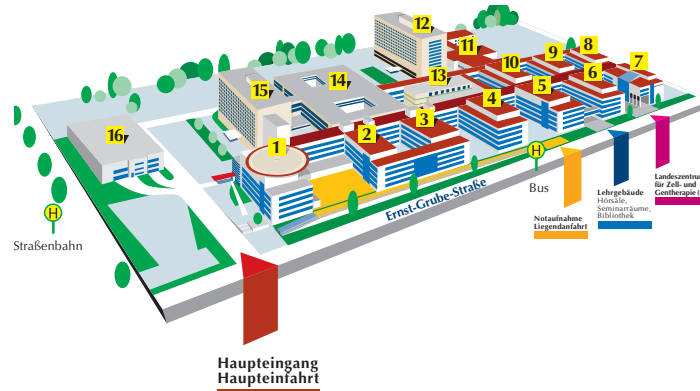 12
11
8
9
7
10
6
13
5
14
15
4
3
2
16
1
H
H
Straßenbahn
Ernst-Grube-Straße
Bus
Notaufnahme
Liegendanfahrt
Lehrgebäude
Hörsäle,
Seminarräume,
Bibliothek
Landeszentrum
für Zell- und
Gentherapie
Haupteingang
Haupteinfahrt